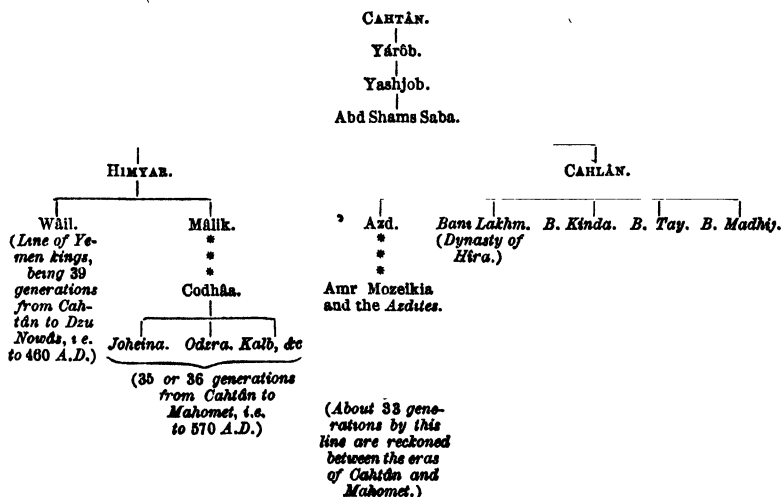 CAHTÂN.
Yárôb.
Yashjob.
Abd Shams Saba.
HIMYAR.
CAHLÂN.
Wâil.
(Line of Ye-
men kings,
being 39
generations
from Cah-
tân to Dzu
Nowâs, i e.
to 460 A.D.)
Mâlik.
*
*
*
Codhâa.
Joheina. Odzra. Kalb, &c
(35 or 36 generations
from Cahtân to
Mahomet, i.e.
to 570 A.D.)
Azd.
*
*
*
Amr Mozeikia
and the Azdites.
(About 33 gene-
rations by this
line are reckoned
between the eras
of Cahtân and
Mahomet.)
Bani Lakhm.
(Dynasty of
Hîra.)
B. Kinda.
B. Tay.
B. Madhij.